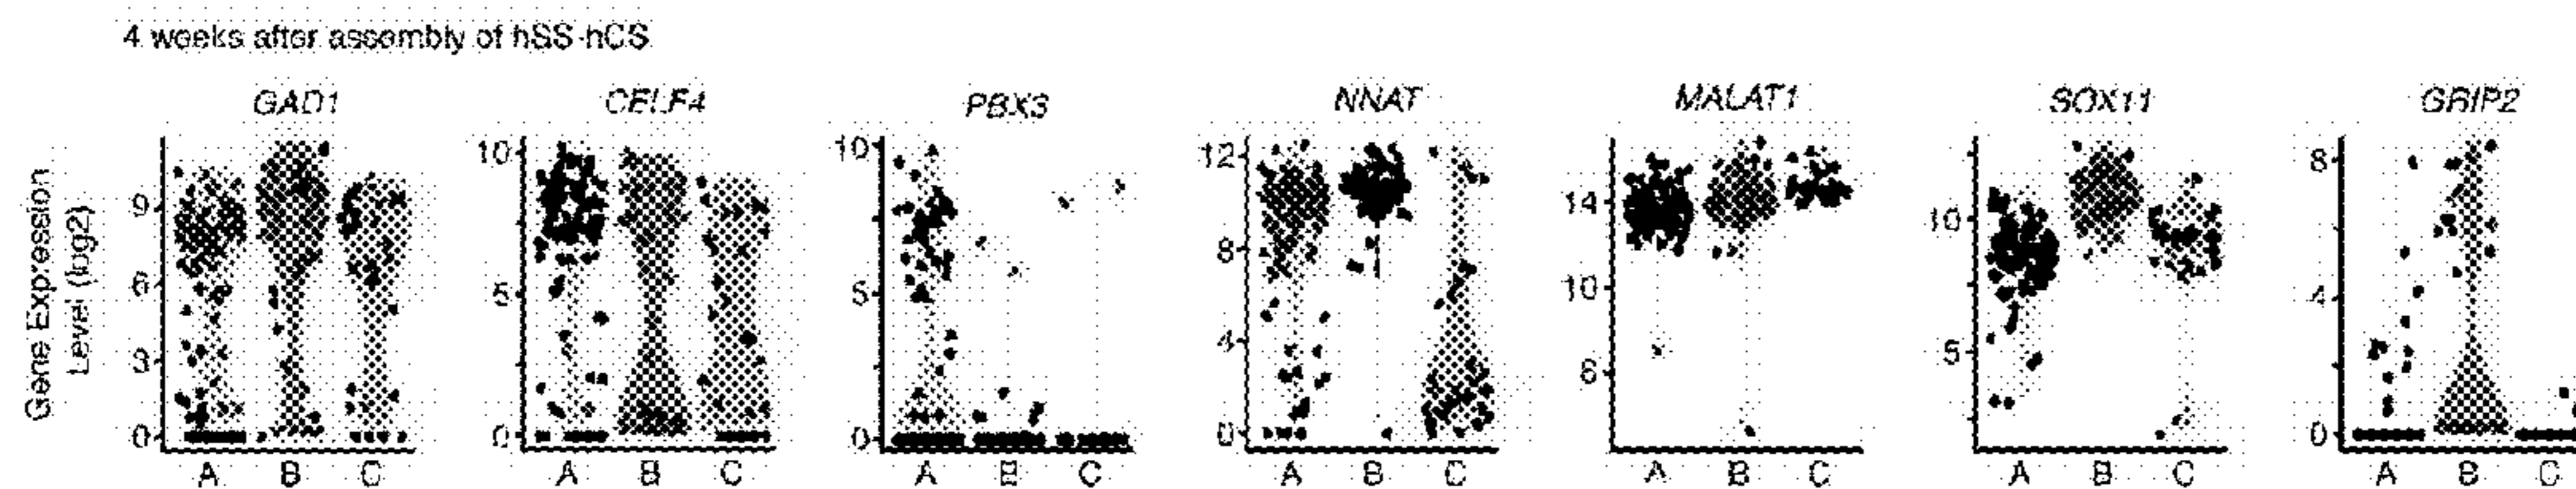 4 weeks after assembly of hSS-hCS
GAD1 CELF4 PBX3 NNAT MALAT1 SOX11 GRIP2
Gene Expression
Level (log2)
9 6 3 0
10 5 0
10 5 0
12 8 4 0
14 10 6
10 5
8 4 0
A B C A B C A B C A B C A B C A B C A B C